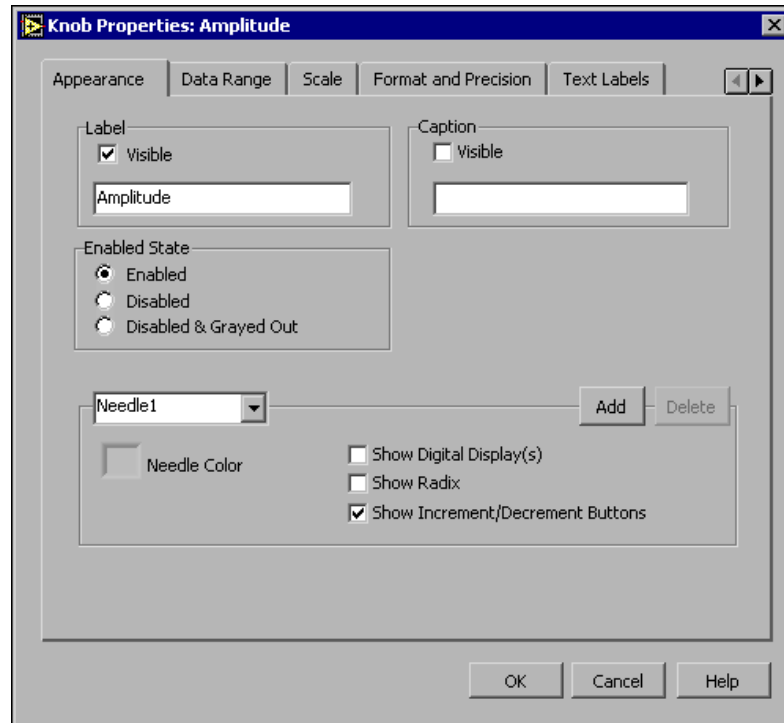 Knob Properties: Amplitude
Appearance Data Range Scale Format and Precision Text Labels
Label
Visible
Amplitude
Caption
Visible
Enabled State
Enabled
Disabled
Disabled & Grayed Out
Needle1
Add
Delete
Needle Color
Show Digital Display(s)
Show Radix
Show Increment/Decrement Buttons
OK Cancel Help